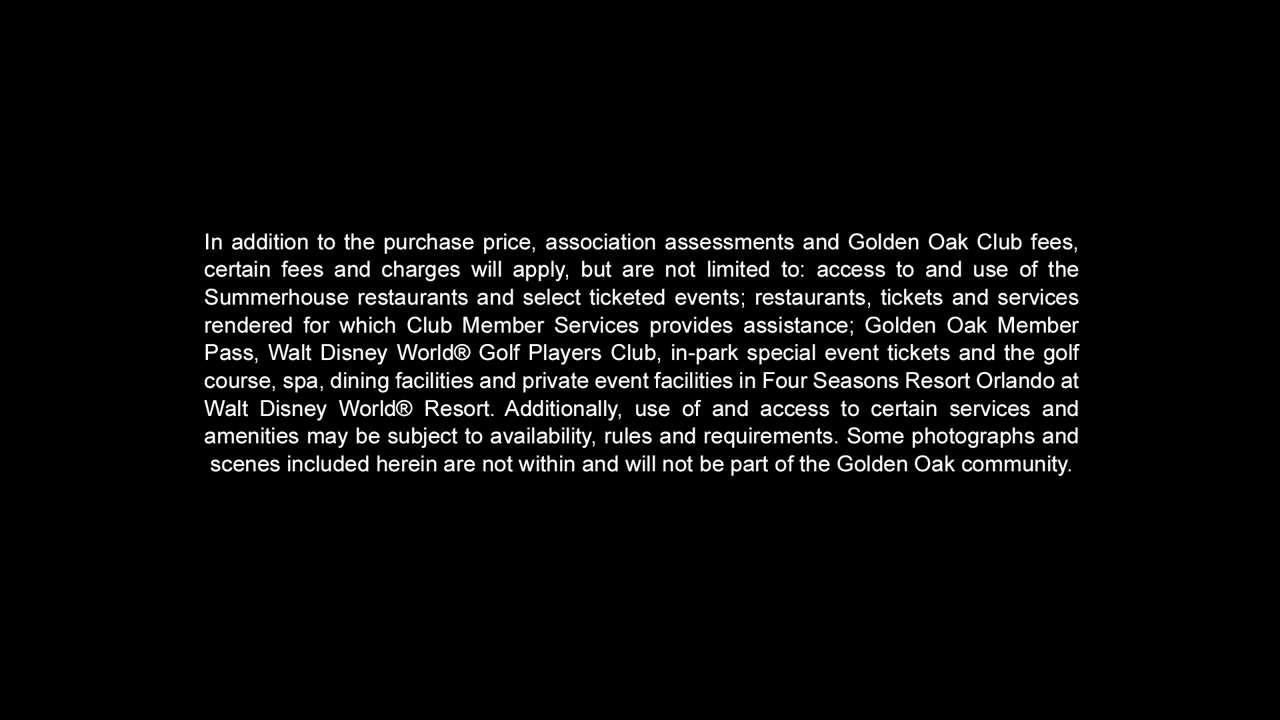 In addition to the purchase price, association assessments and Golden Oak Club fees,
certain fees and charges will apply, but are not limited to: access to and use of the
Summerhouse restaurants and select ticketed events; restaurants, tickets and services
rendered for which Club Member Services provides assistance; Golden Oak Member
Pass, Walt Disney World® Golf Players Club, in-park special event tickets and the golf
course, spa, dining facilities and private event facilities in Four Seasons Resort Orlando at
Walt Disney World® Resort. Additionally, use of and access to certain services and
amenities may be subject to availability, rules and requirements. Some photographs and
scenes included herein are not within and will not be part of the Golden Oak community.